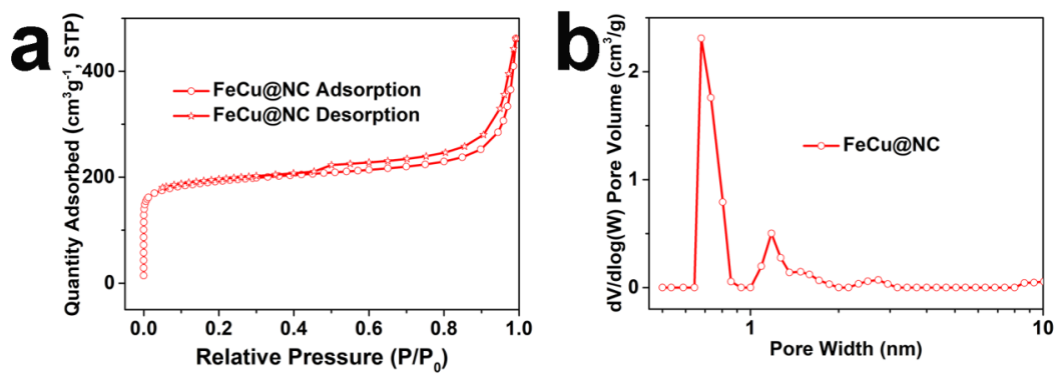 a
Quantity Adsorbed (cm³g⁻¹, STP)
400
200
0
FeCu@NC Adsorption
FeCu@NC Desorption
0.0 0.2 0.4 0.6 0.8 1.0
Relative Pressure (P/P₀)
b
dV/dlog(W) Pore Volume (cm³/g)
2
1
0
FeCu@NC
1 10
Pore Width (nm)